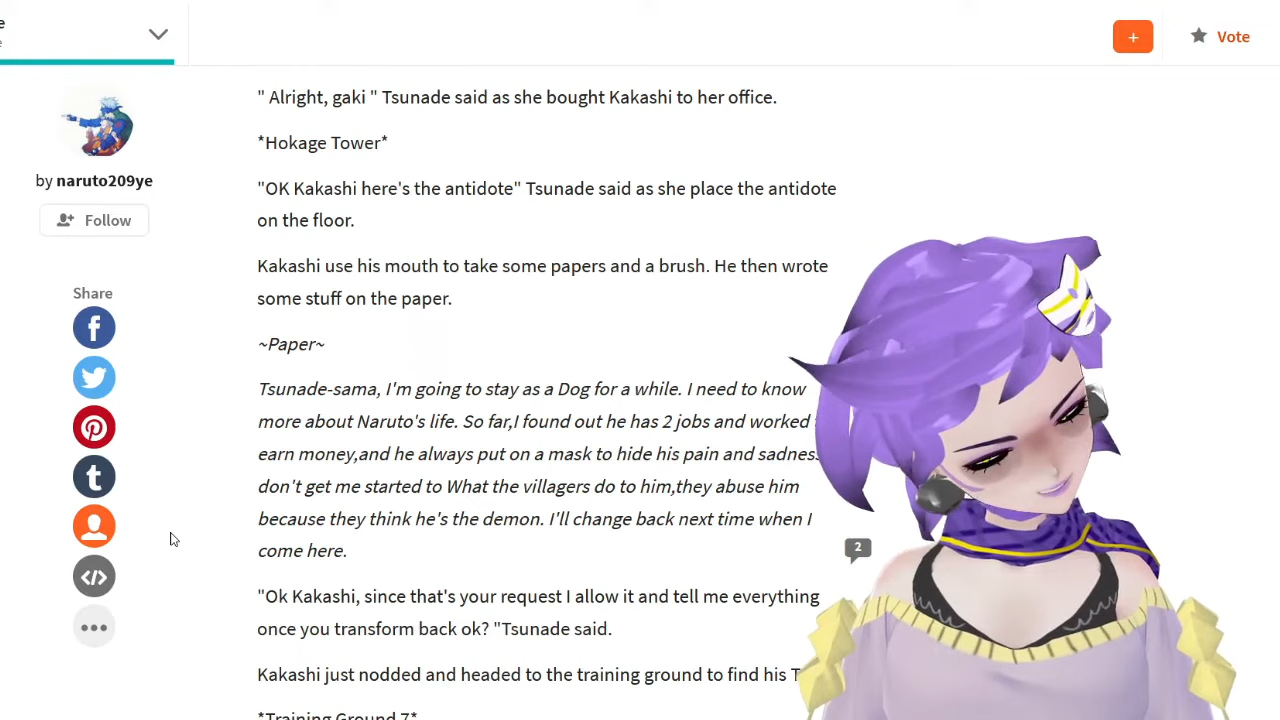 e
Vote
" Alright, gaki " Tsunade said as she bought Kakashi to her office.
*Hokage Tower*
by naruto209ye
"OK Kakashi here's the antidote" Tsunade said as she place the antidote
on the floor.
Follow
Kakashi use his mouth to take some papers and a brush. He then wrote
some stuff on the paper.
Share
~Paper~
Tsunade-sama, I'm going to stay as a Dog for a while. I need to know
more about Naruto's life. So far,I found out he has 2 jobs and worked
earn money,and he always put on a mask to hide his pain and sadness
don't get me started to What the villagers do to him,they abuse him
because they think he's the demon. I'll change back next time when I
come here.
2
"Ok Kakashi, since that's your request I allow it and tell me everything
once you transform back ok? "Tsunade said.
Kakashi just nodded and headed to the training ground to find his
*Training Ground 7*